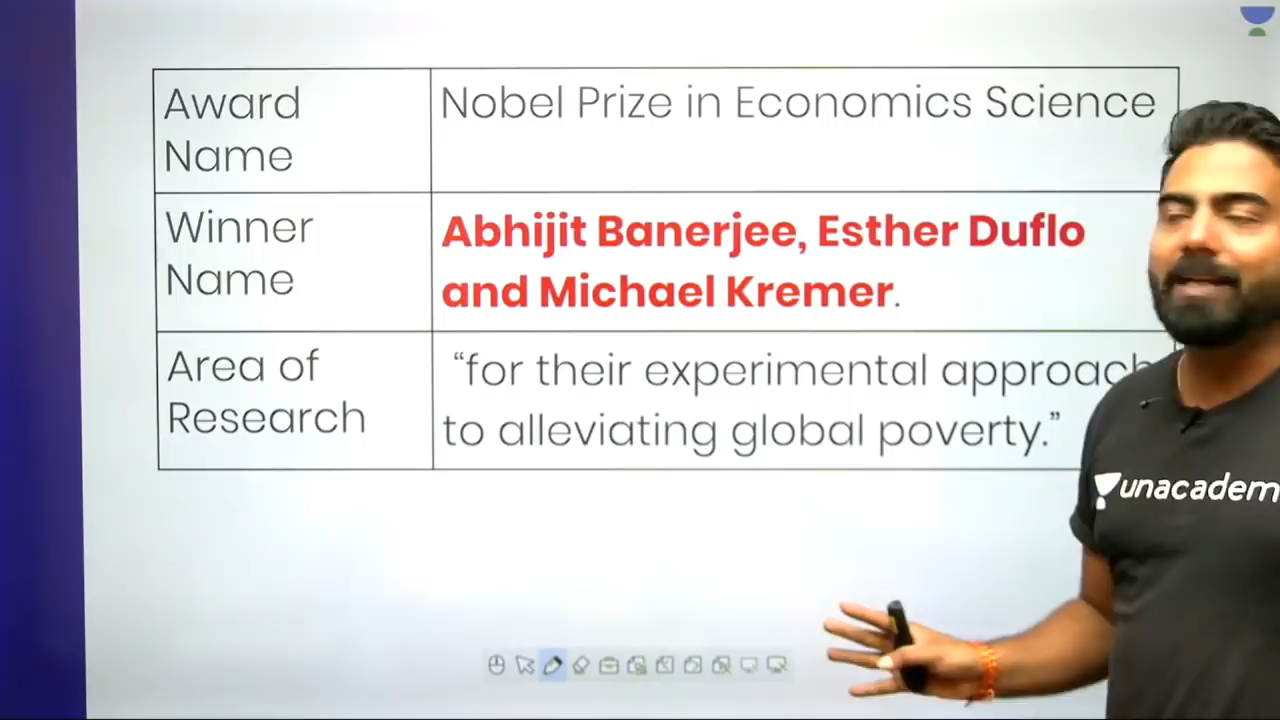 Award
Name
Nobel Prize in Economics Science
Winner
Name
Abhijit Banerjee, Esther Duflo
and Michael Kremer.
Area of
Research
“for their experimental approach
to alleviating global poverty.”
unacadem